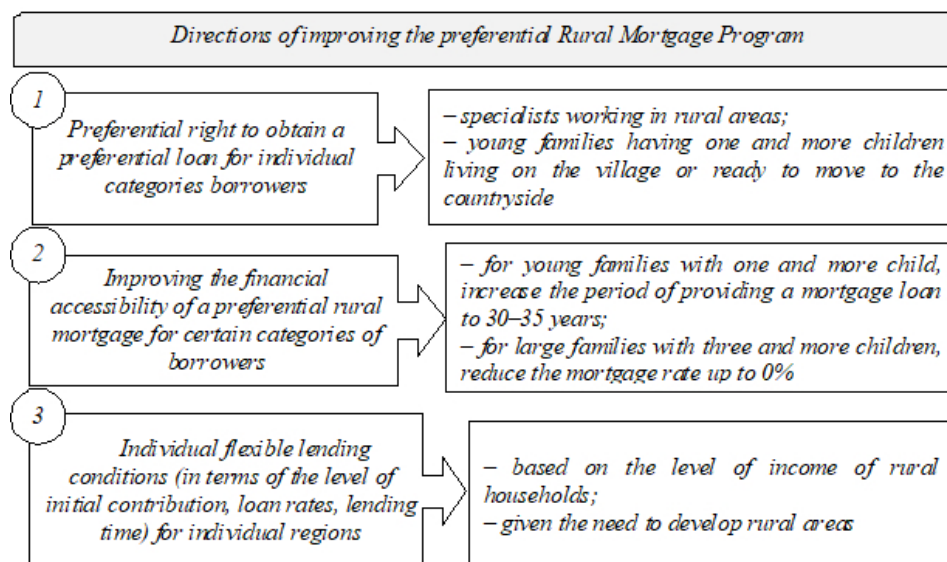 Directions of improving the preferential Rural Mortgage Program
1
Preferential right to obtain a
preferential loan for individual
categories borrowers
– specialists working in rural areas;
– young families having one and more children
living on the village or ready to move to the
countryside
2
Improving the financial
accessibility of a preferential rural
mortgage for certain categories of
borrowers
– for young families with one and more child,
increase the period of providing a mortgage loan
to 30–35 years;
– for large families with three and more children,
reduce the mortgage rate up to 0%
3
Individual flexible lending
conditions (in terms of the level of
initial contribution, loan rates, lending
time) for individual regions
– based on the level of income of rural
households;
– given the need to develop rural areas